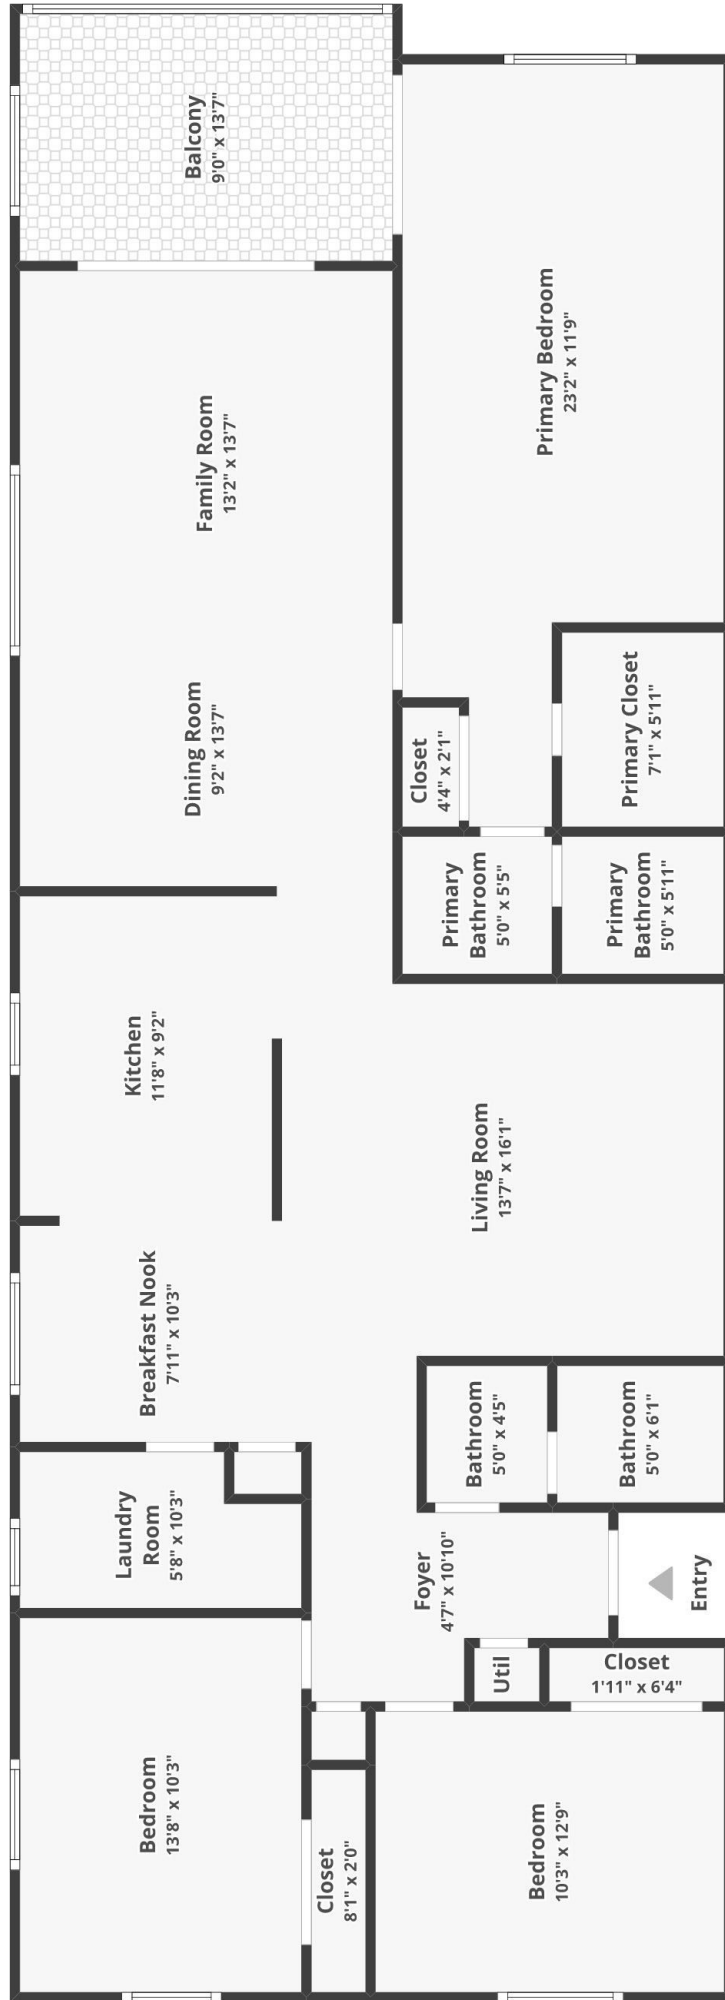 Balcony
9'0" x 13'7"
Family Room
13'2" x 13'7"
Primary Bedroom
23'2" x 11'9"
Dining Room
9'2" x 13'7"
Closet
4'4" x 2'1"
Primary Closet
7'1" x 5'11"
Primary
Bathroom
5'0" x 5'5"
Primary
Bathroom
5'0" x 5'11"
Kitchen
11'8" x 9'2"
Living Room
13'7" x 16'1"
Breakfast Nook
7'11" x 10'3"
Bathroom
5'0" x 4'5"
Bathroom
5'0" x 6'1"
Laundry
Room
5'8" x 10'3"
Foyer
4'7" x 10'10"
Entry
Util
Closet
1'11" x 6'4"
Bedroom
13'8" x 10'3"
Closet
8'1" x 2'0"
Bedroom
10'3" x 12'9"